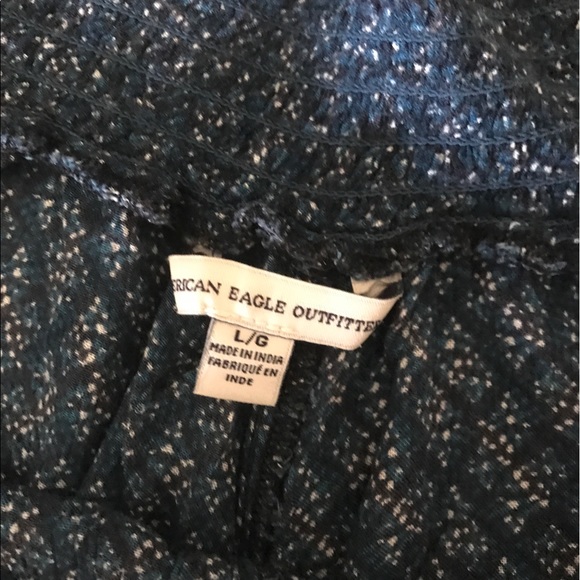 ERICAN EAGLE OUTFITTE
L/G
MADE IN INDIA
FABRIQUÉ EN
INDE